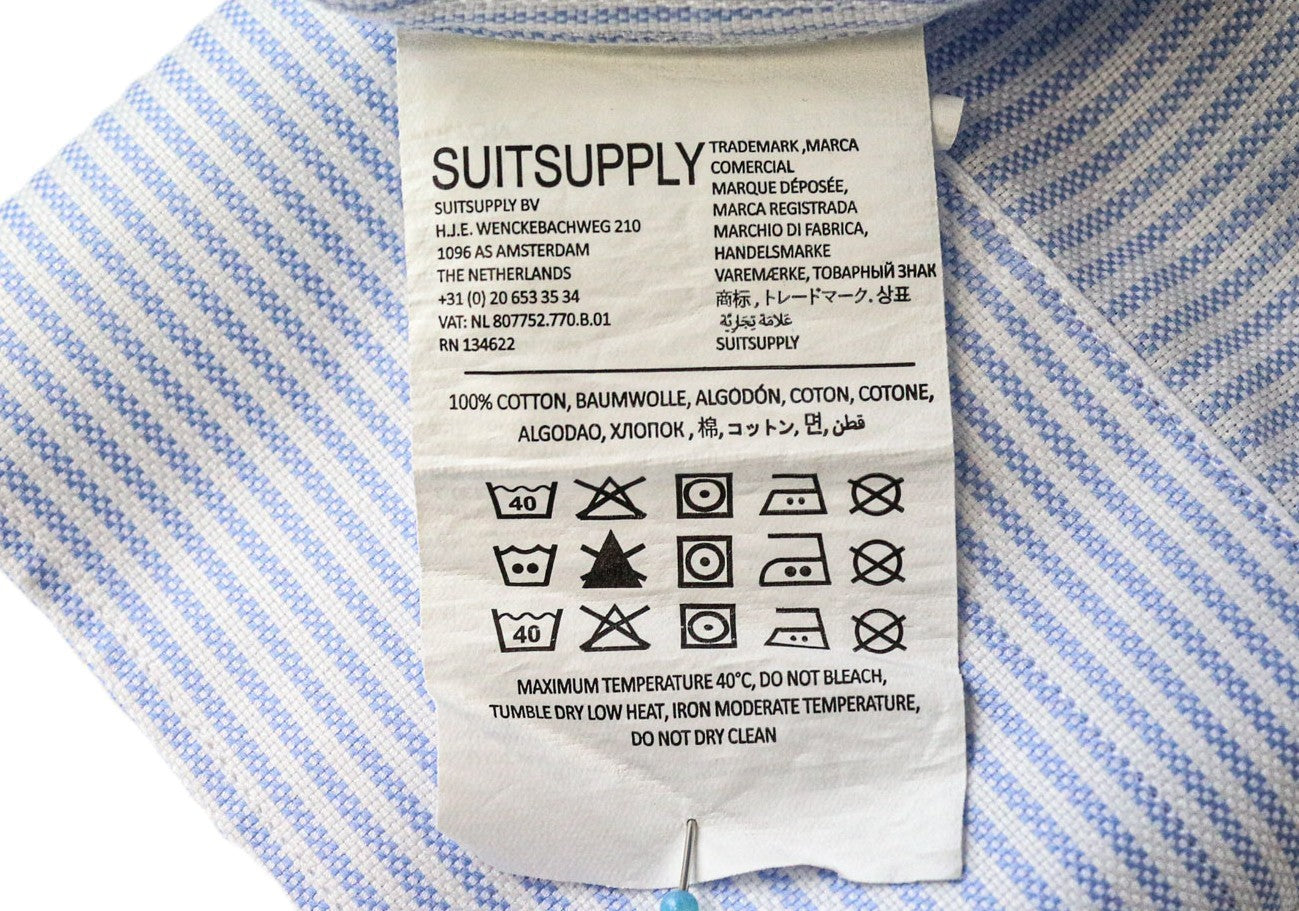 SUITSUPPLY
SUITSUPPLY BV
H.J.E. WENCKEBACHWEG 210
1096 AS AMSTERDAM
THE NETHERLANDS
+31 (0) 20 653 35 34
VAT: NL 807752.770.B.01
RN 134622
TRADEMARK ,MARCA
COMERCIAL
MARQUE DÉPOSÉE,
MARCA REGISTRADA
MARCHIO DI FABRICA,
HANDELSMARKE
VAREMÆRKE, ТОВАРНЫЙ ЗНАК
商标 , トレードマーク. 상표
عَلامَة تِجَارِيَّة
SUITSUPPLY
100% COTTON, BAUMWOLLE, ALGODÓN, COTON, COTONE,
ALGODAO, ХЛОПОК , 棉, コットン, 면, قطن
40
40
MAXIMUM TEMPERATURE 40°C, DO NOT BLEACH,
TUMBLE DRY LOW HEAT, IRON MODERATE TEMPERATURE,
DO NOT DRY CLEAN